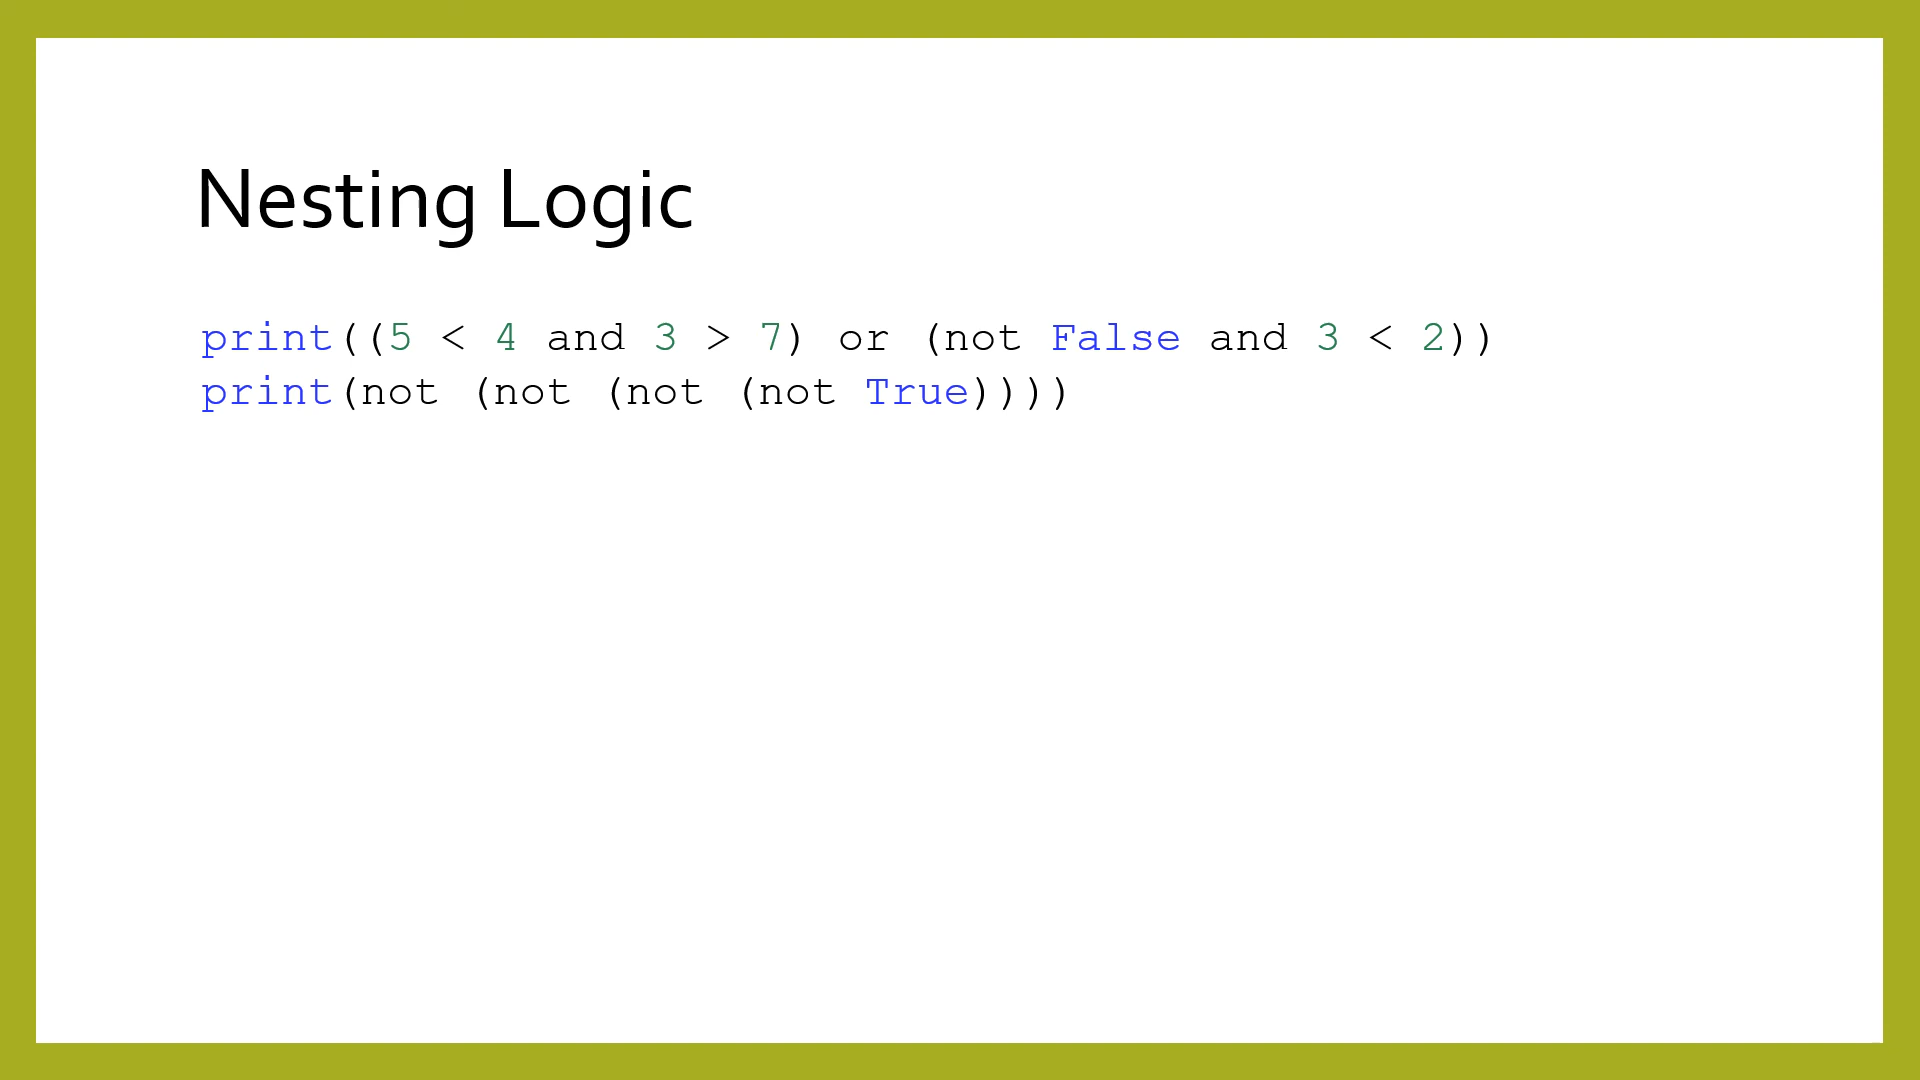 Nesting Logic
print((5 < 4 and 3 > 7) or (not False and 3 < 2))
print(not (not (not (not True))))